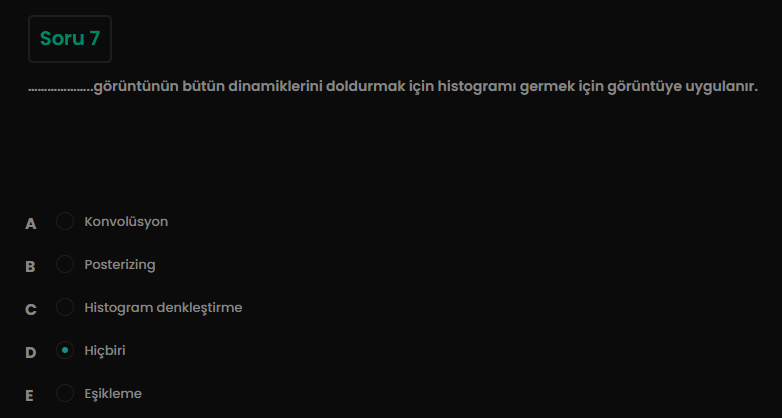 Soru 7
....................görüntünün bütün dinamiklerini doldurmak için histogramı germek için görüntüye uygulanır.
A Konvolüsyon
B Posterizing
C Histogram denkleştirme
D Hiçbiri
E Eşikleme